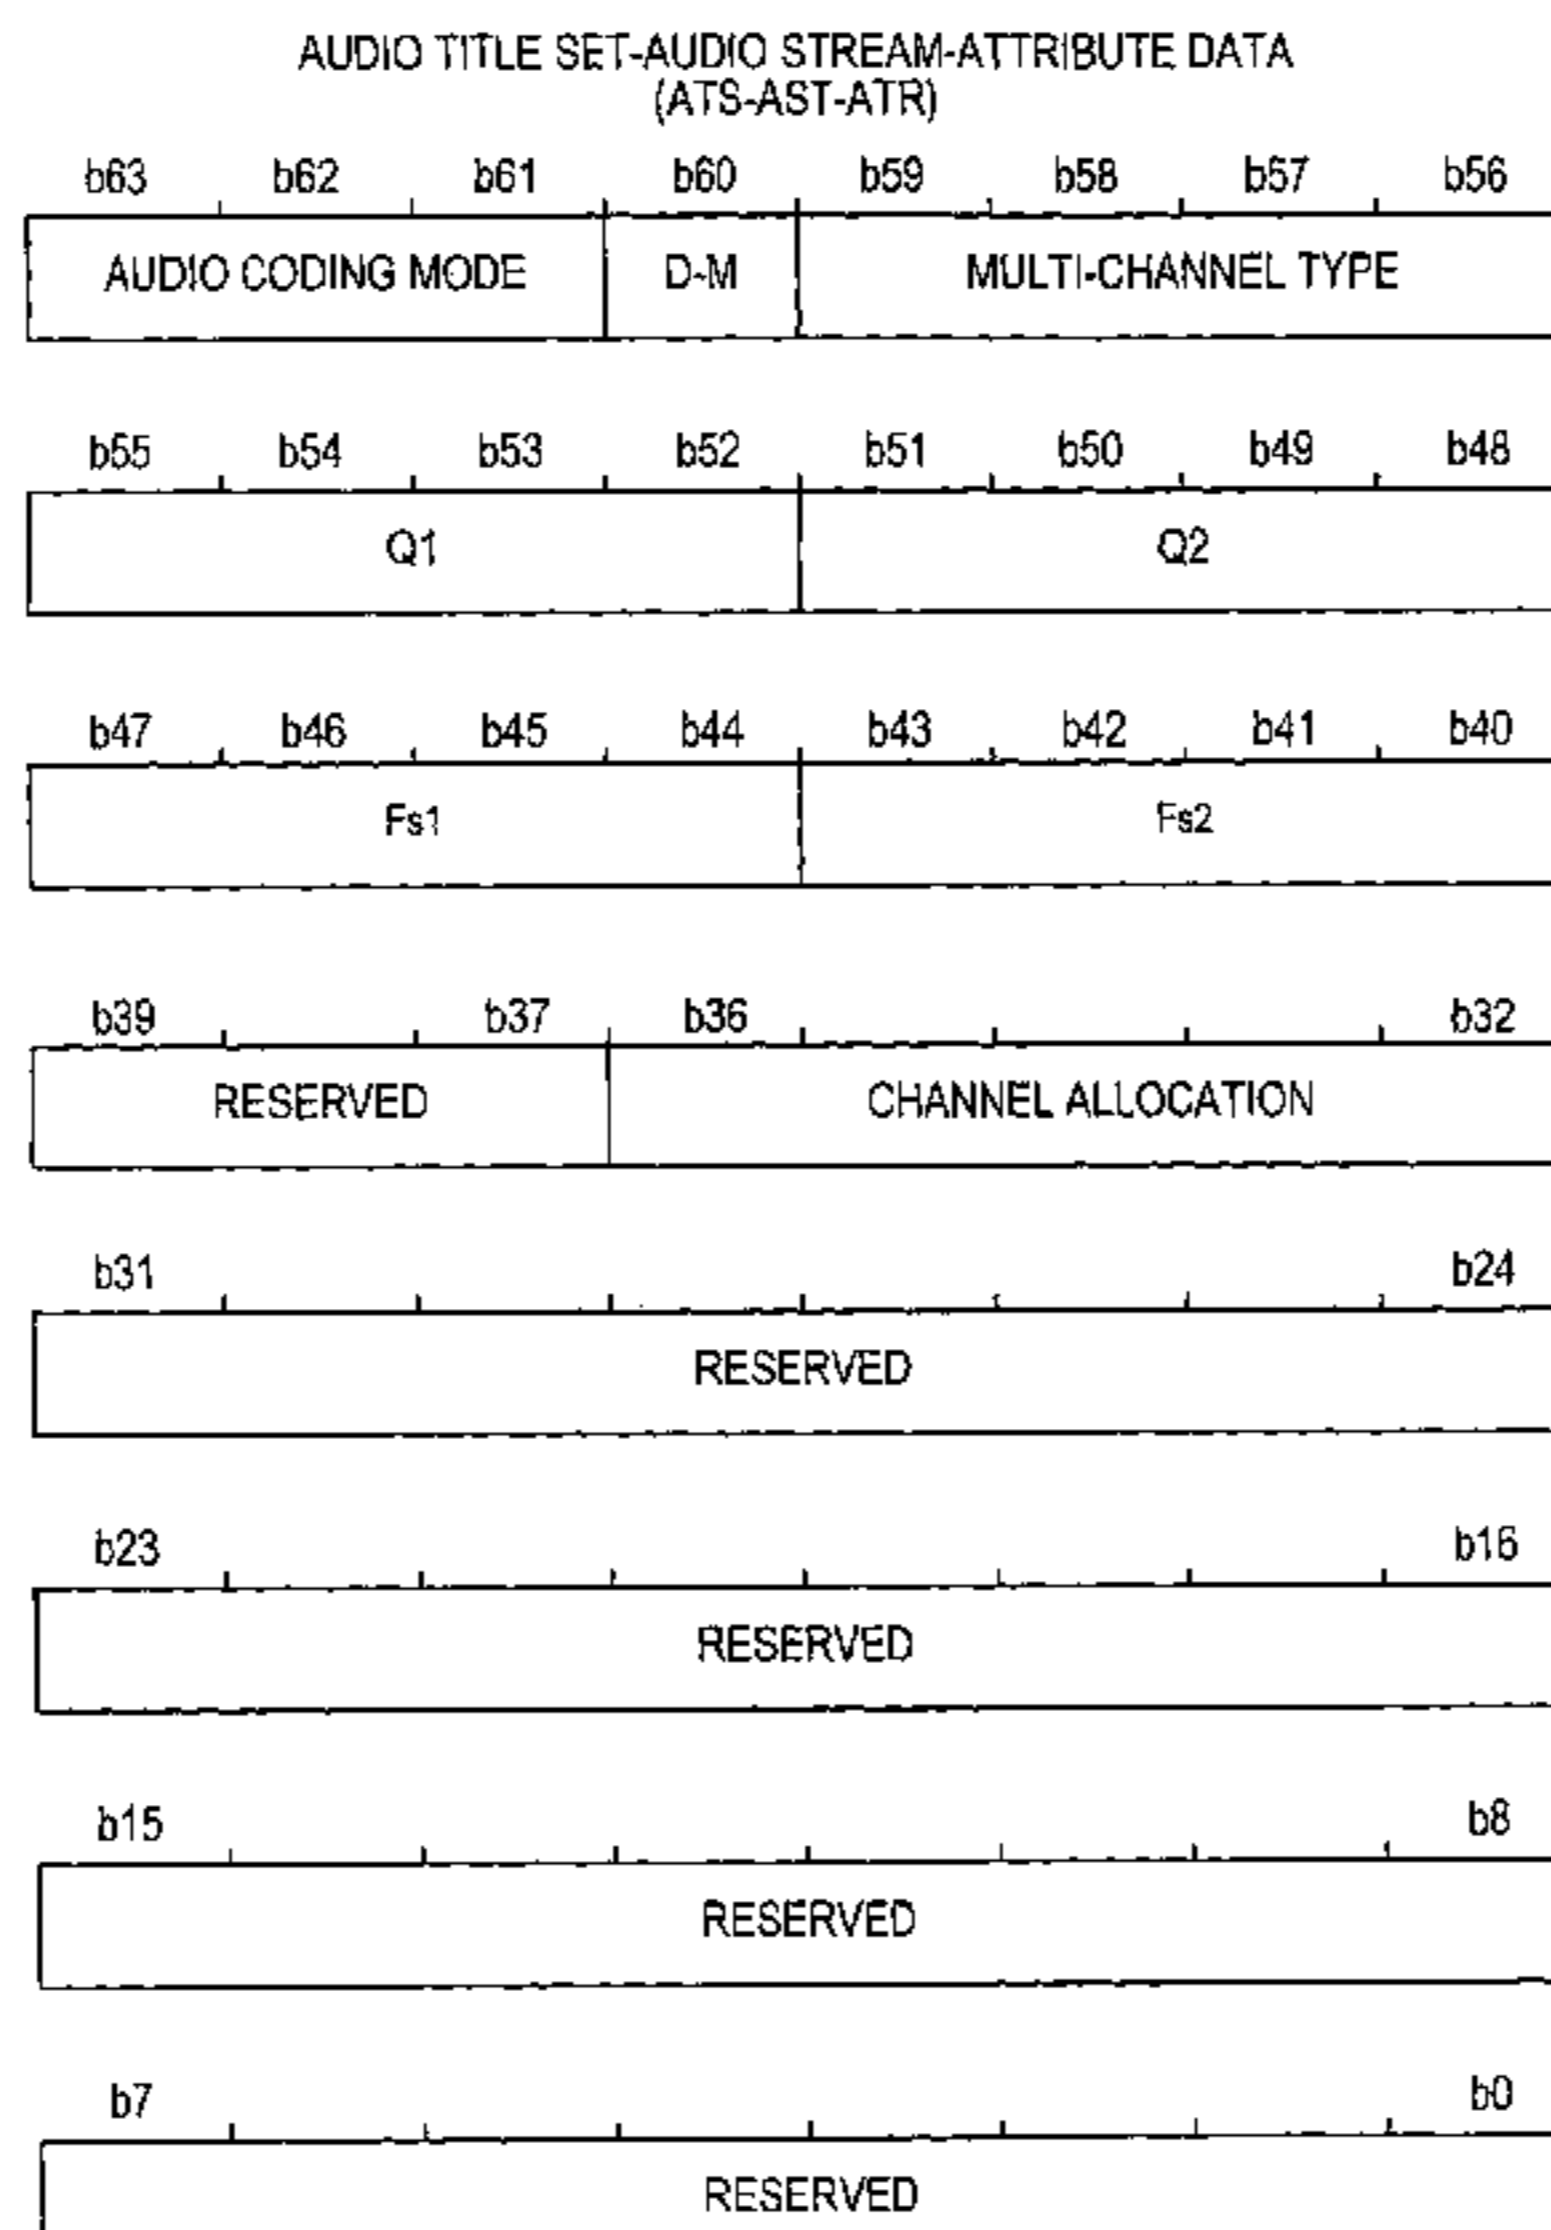 AUDIO TITLE SET-AUDIO STREAM-ATTRIBUTE DATA
(ATS-AST-ATR)
b63 b62 b61 b60 b59 b58 b57 b56
AUDIO CODING MODE D-M MULTI-CHANNEL TYPE
b55 b54 b53 b52 b51 b50 b49 b48
Q1 Q2
b47 b46 b45 b44 b43 b42 b41 b40
Fs1 Fs2
b39 b37 b36 b32
RESERVED CHANNEL ALLOCATION
b31 b24
RESERVED
b23 b16
RESERVED
b15 b8
RESERVED
b7 b0
RESERVED